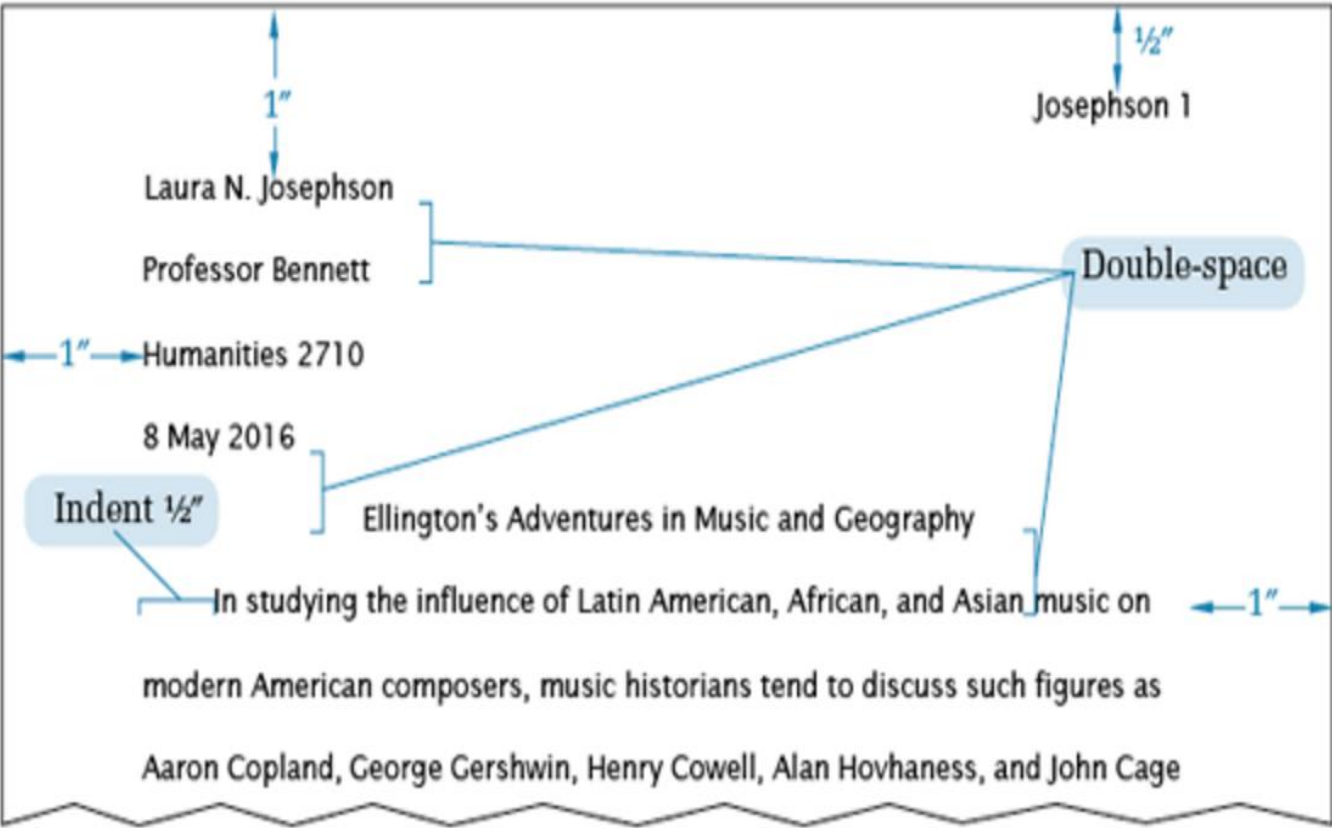 ½″
1″
Josephson 1
Laura N. Josephson
Professor Bennett
Double-space
1″ Humanities 2710
8 May 2016
Indent ½″
Ellington's Adventures in Music and Geography
In studying the influence of Latin American, African, and Asian music on 1″
modern American composers, music historians tend to discuss such figures as
Aaron Copland, George Gershwin, Henry Cowell, Alan Hovhaness, and John Cage